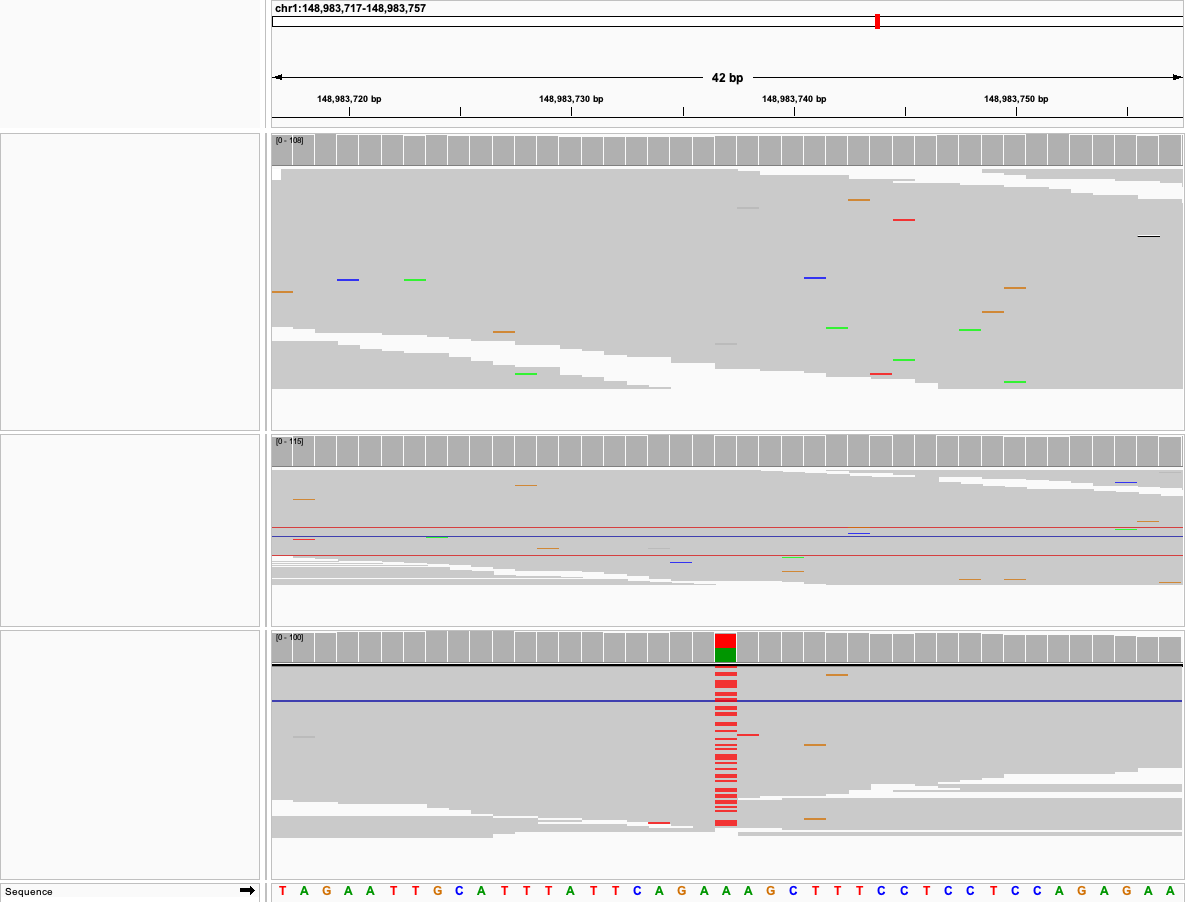 chr1:148,983,717-148,983,757
42 bp
148,983,720 bp 148,983,730 bp 148,983,740 bp 148,983,750 bp
[0 - 108]
[0 - 115]
[0 - 100]
Sequence T A G A A T T G C A T T T A T T C A G A A A G C T T T C C T C C T C C A G A G A A